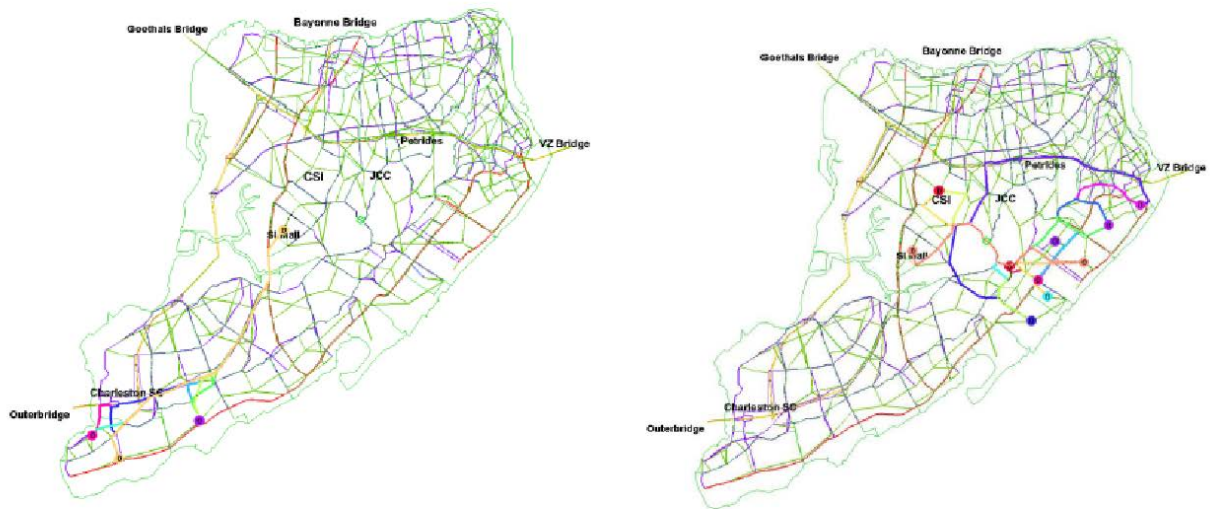 Bayonne Bridge
Goethals Bridge
Petrides
VZ Bridge
CSI
JCC
SI Mall
Charleston SC
Outerbridge
Bayonne Bridge
Goethals Bridge
Petrides
VZ Bridge
CSI
JCC
SI Mall
Charleston SC
Outerbridge